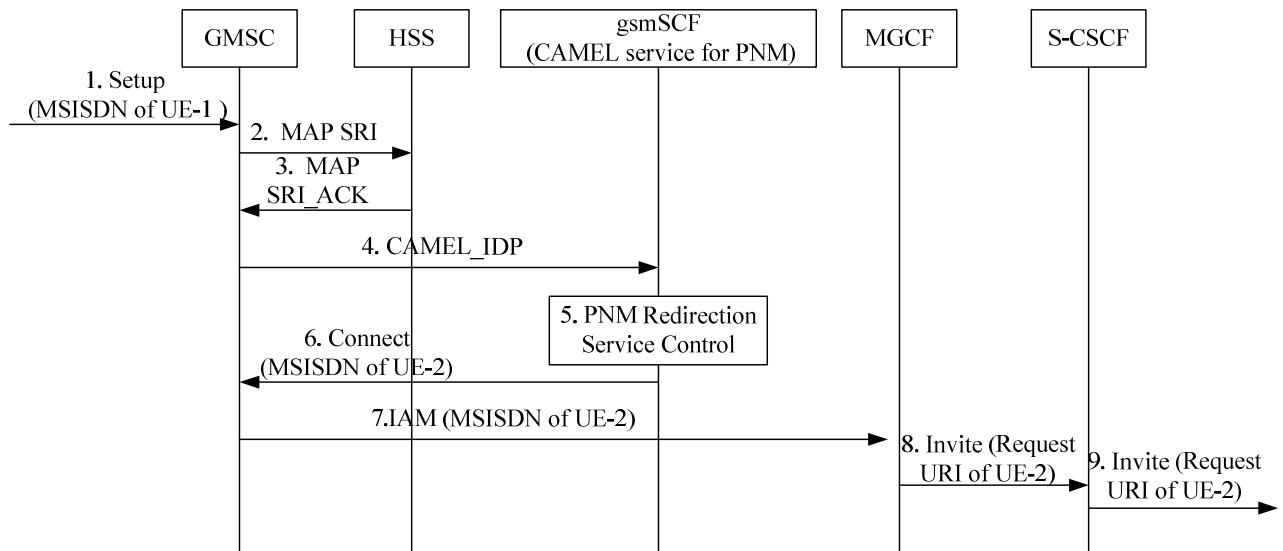 GMSC
HSS
gsmSCF
(CAMEL service for PNM)
MGCF
S-CSCF
1. Setup
(MSISDN of UE-1 )
2. MAP SRI
3. MAP
SRI_ACK
4. CAMEL_IDP
5. PNM Redirection
Service Control
6. Connect
(MSISDN of UE-2)
7.IAM (MSISDN of UE-2)
8. Invite (Request
URI of UE-2)
9. Invite (Request
URI of UE-2)